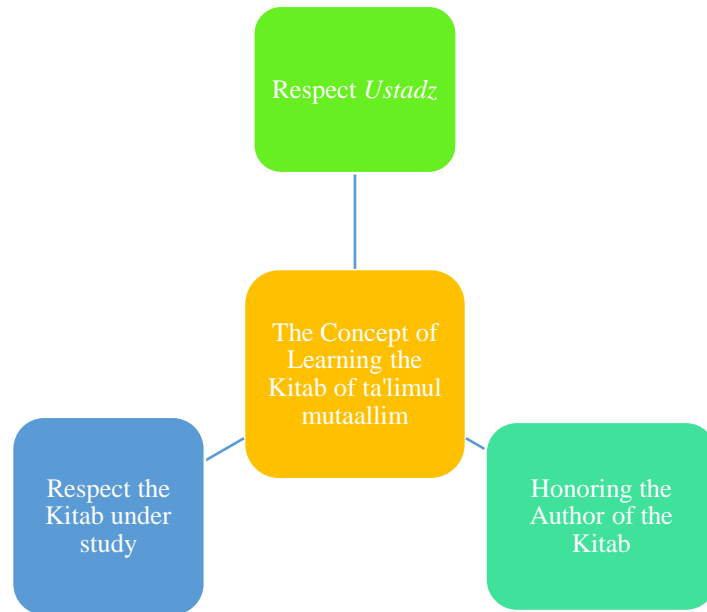 Respect Ustadz
The Concept of
Learning the
Kitab of ta'limul
mutaallim
Respect the
Kitab under
study
Honoring the
Author of the
Kitab